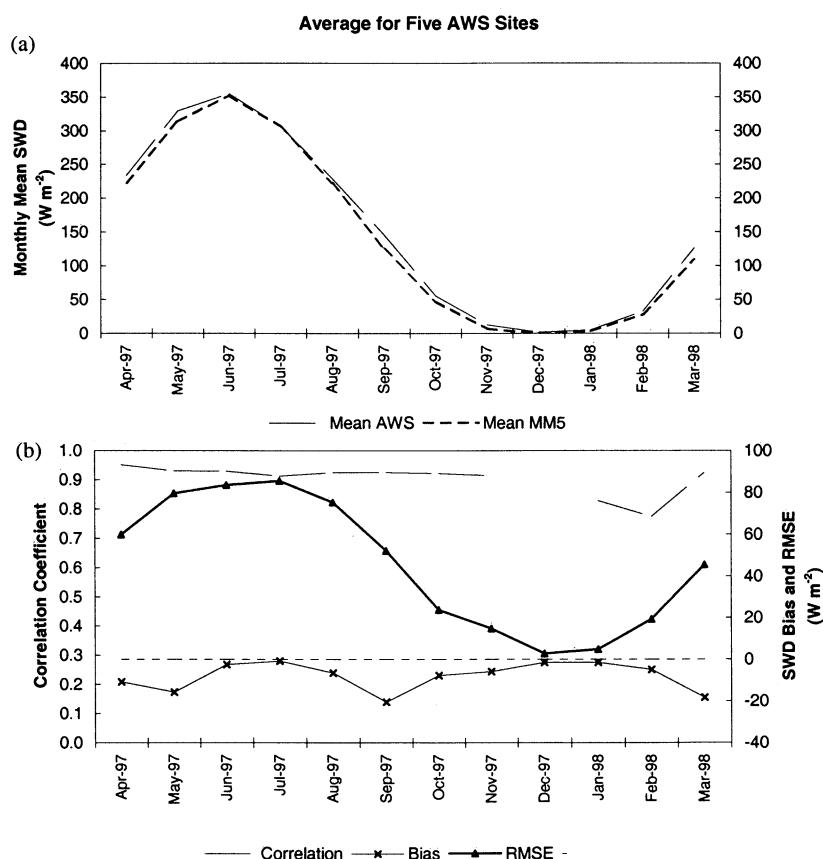 Average for Five AWS Sites
(a)
Monthly Mean SWD
(W m-2)
400
350
300
250
200
150
100
50
0
400
350
300
250
200
150
100
50
0
Apr-97
May-97
Jun-97
Jul-97
Aug-97
Sep-97
Oct-97
Nov-97
Dec-97
Jan-98
Feb-98
Mar-98
Mean AWS
Mean MM5
(b)
Correlation Coefficient
1.0
0.9
0.8
0.7
0.6
0.5
0.4
0.3
0.2
0.1
0.0
100
80
60
40
20
0
-20
-40
SWD Bias and RMSE
(W m-2)
Apr-97
May-97
Jun-97
Jul-97
Aug-97
Sep-97
Oct-97
Nov-97
Dec-97
Jan-98
Feb-98
Mar-98
Correlation
Bias
RMSE